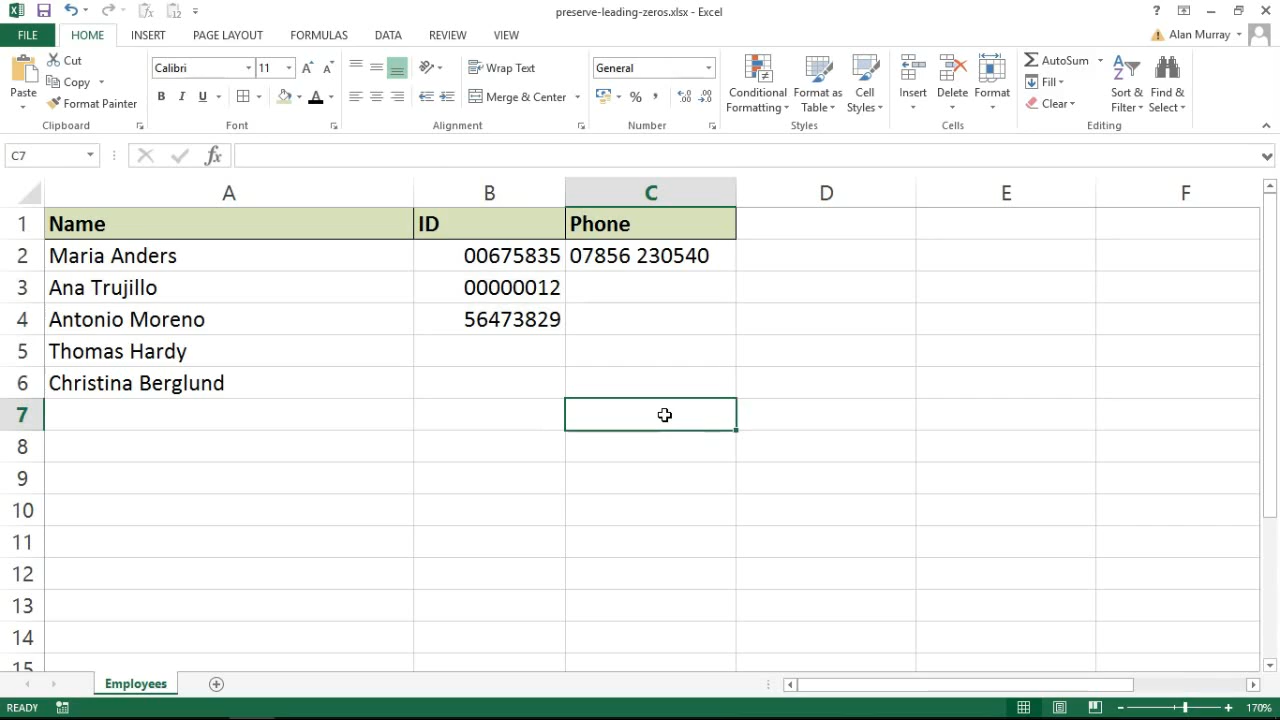 preserve-leading-zeros.xlsx - Excel
?
FILE HOME INSERT PAGE LAYOUT FORMULAS DATA REVIEW VIEW Alan Murray
Paste Cut Copy Format Painter
Calibri 11 B I U A
Wrap Text Merge & Center
General %
Conditional Formatting Format as Table Cell Styles
Insert Delete Format
AutoSum Fill Clear Sort & Filter Find & Select
Clipboard Font Alignment Number Styles Cells Editing
C7 fx
A B C D E F
1 Name ID Phone
2 Maria Anders 00675835 07856 230540
3 Ana Trujillo 00000012
4 Antonio Moreno 56473829
5 Thomas Hardy
6 Christina Berglund
7
8
9
10
11
12
13
14
15
Employees
READY 170%